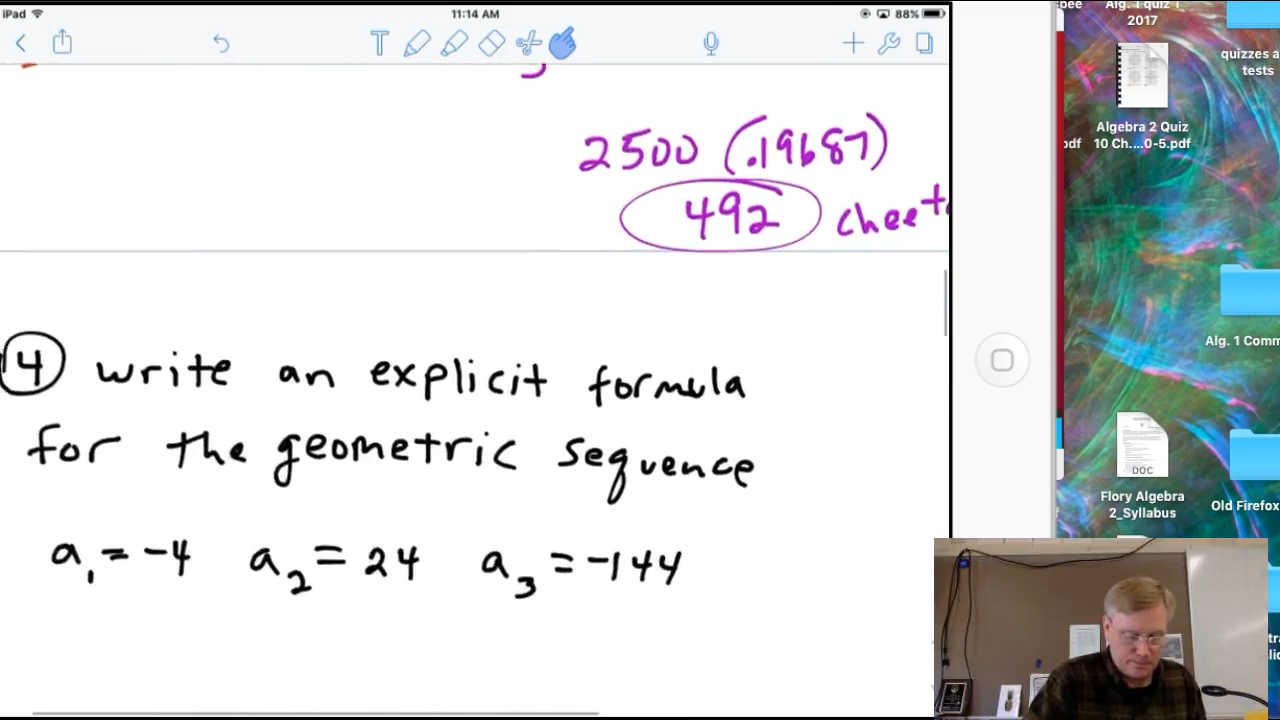 iPad
11:14 AM
88%
T
2500 (.19687)
492 cheet
4 write an explicit formula
for the geometric sequence
a1 = -4 a2 = 24 a3 = -144
Alg. 1 quiz 1
2017
quizzes a
tests
Algebra 2 Quiz
10 Ch....0-5.pdf
pdf
Alg. 1 Comm
DOC
Flory Algebra
2_Syllabus
Old Firefox